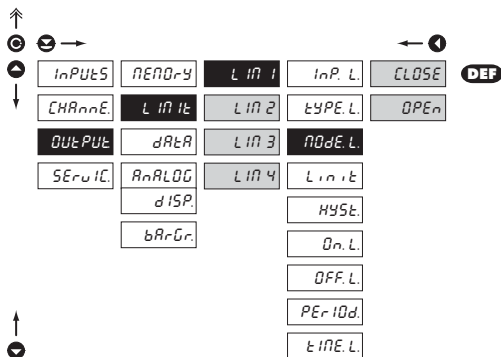 InPUtS MEMOrY LIM 1 InP. L. CLOSE DEF
CHAnnE. LIMIt LIM 2 tYPE. L. OPEn
OUtPUt dAtA LIM 3 MOdE. L.
SErvIC. AnALOG LIM 4 Linit
dISP. HYSt.
bArGr. On. L.
OFF. L.
PErIOd.
tIME. L.